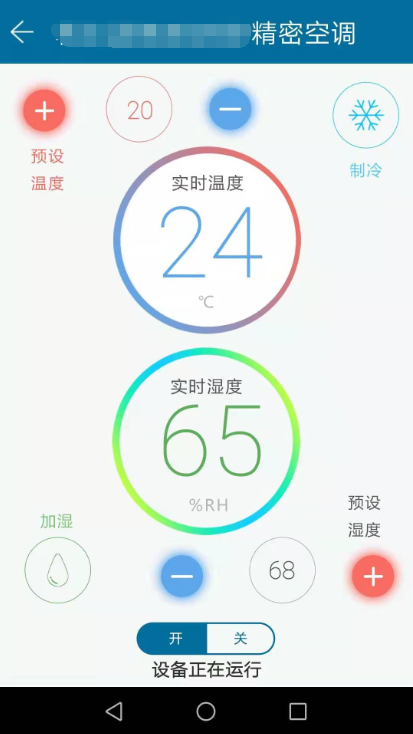 精密空调
20
预设
温度
制冷
实时温度
24
℃
实时湿度
65
%RH
加湿
预设
湿度
68
开 关
设备正在运行